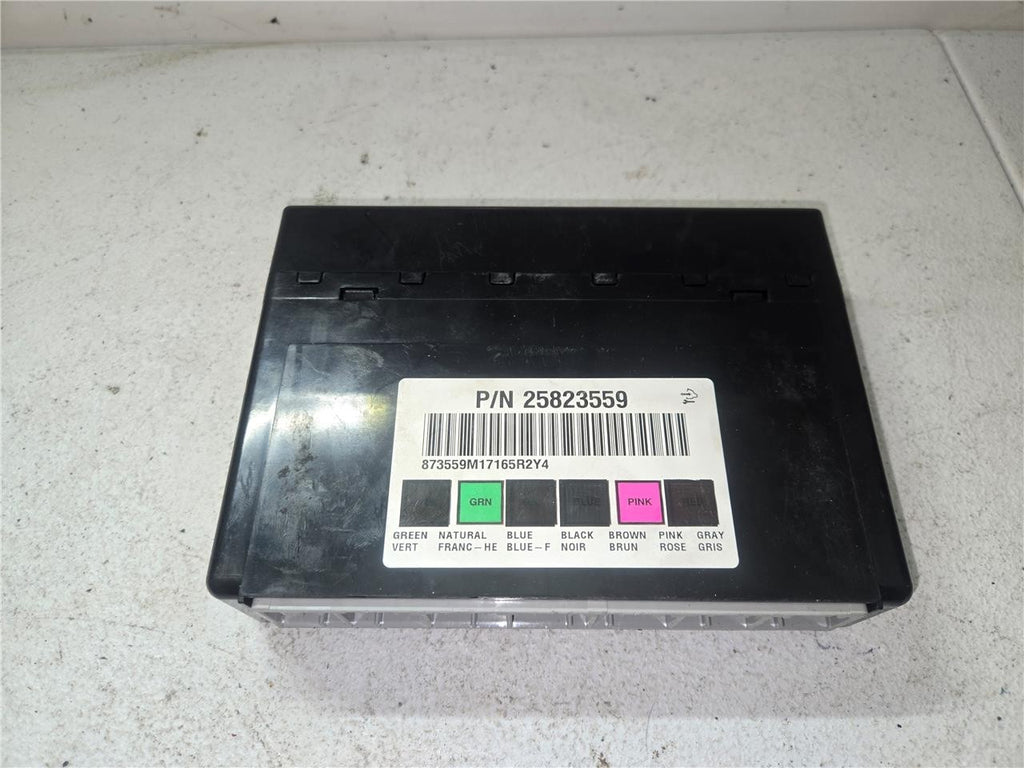 P/N 25823559
873559M17165R2Y4
GRN BLUE PINK RED
GREEN NATURAL BLUE BLACK BROWN PINK GRAY
VERT FRANC-HE BLUE-F NOIR BRUN ROSE GRIS